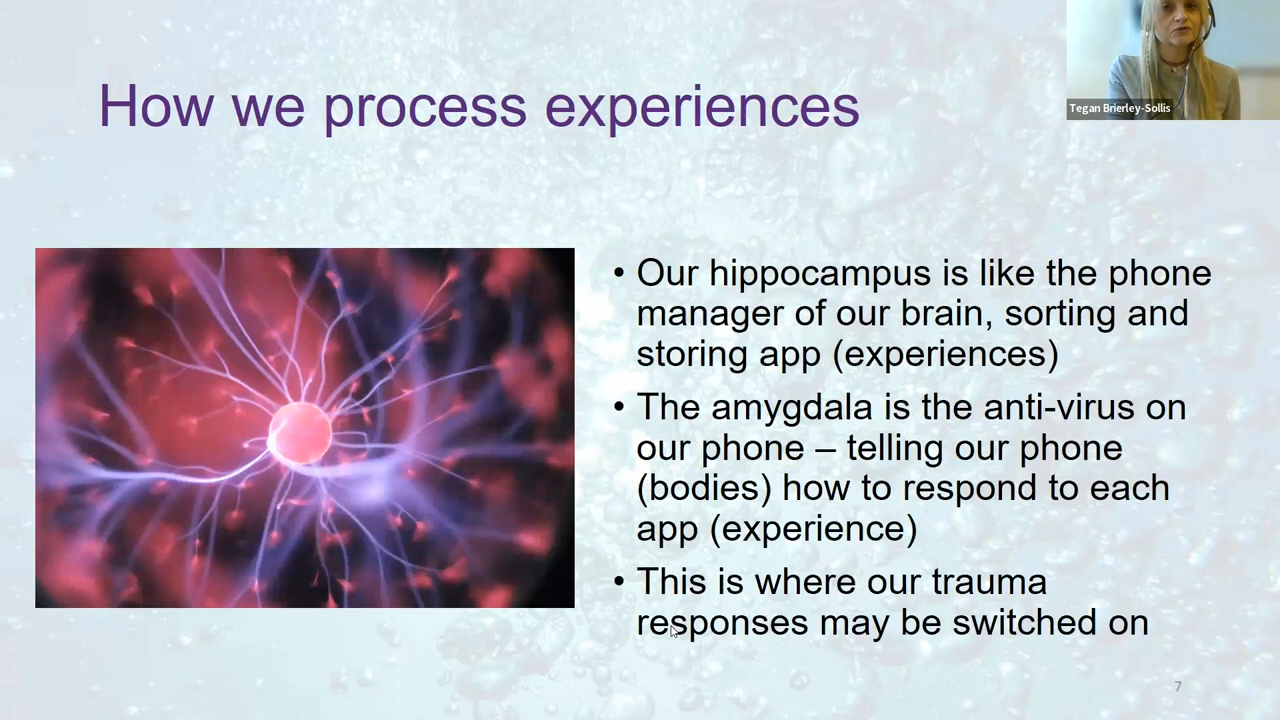 How we process experiences
Tegan Brierley-Sollis
• Our hippocampus is like the phone
manager of our brain, sorting and
storing app (experiences)
• The amygdala is the anti-virus on
our phone – telling our phone
(bodies) how to respond to each
app (experience)
• This is where our trauma
responses may be switched on
7